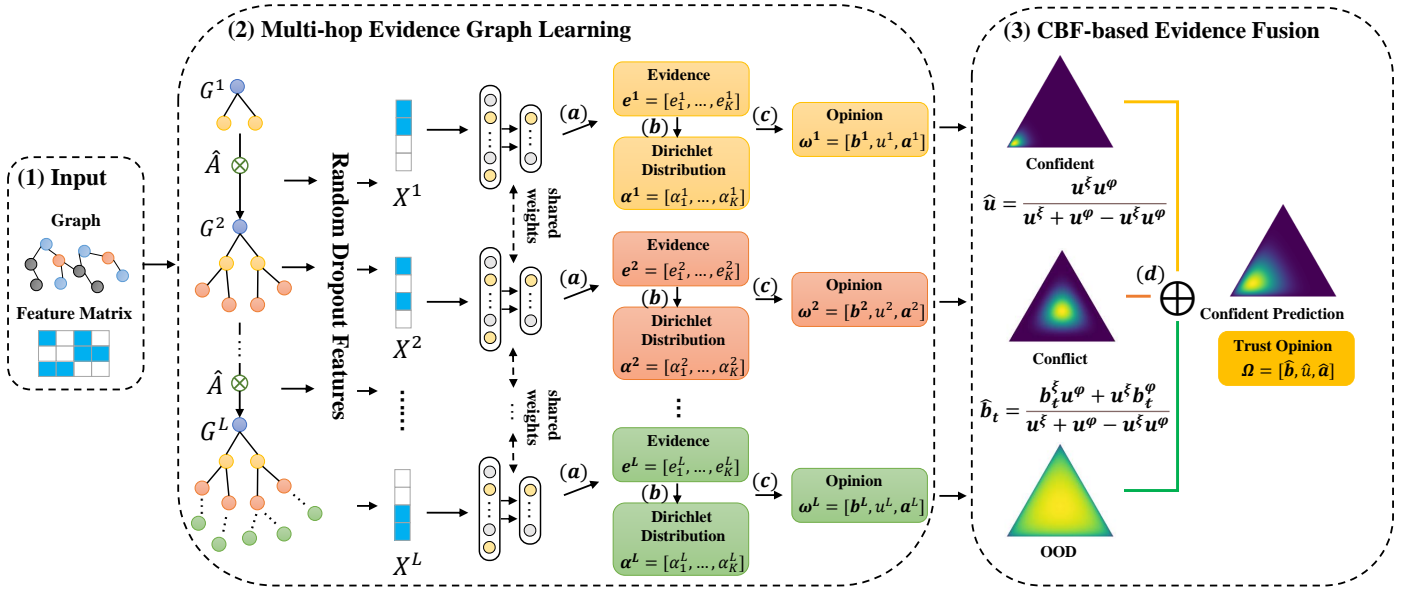 (1) Input
Graph
Feature Matrix
(2) Multi-hop Evidence Graph Learning
G^1
Â
G^2
......
Â
G^L
Random Dropout Features
X^1
X^2
......
X^L
shared weights
...
shared weights
(a)
Evidence
e^1 = [e_1^1, … , e_K^1]
(b)
Dirichlet
Distribution
α^1 = [α_1^1, … , α_K^1]
(c)
Opinion
ω^1 = [b^1, u^1, a^1]
(a)
Evidence
e^2 = [e_1^2, … , e_K^2]
(b)
Dirichlet
Distribution
α^2 = [α_1^2, … , α_K^2]
(c)
Opinion
ω^2 = [b^2, u^2, a^2]
...
(a)
Evidence
e^L = [e_1^L, … , e_K^L]
(b)
Dirichlet
Distribution
α^L = [α_1^L, … , α_K^L]
(c)
Opinion
ω^L = [b^L, u^L, a^L]
(3) CBF-based Evidence Fusion
Confident
û = u^ξ u^φ / (u^ξ + u^φ − u^ξ u^φ)
Conflict
b̂_t = (b_t^ξ u^φ + u^ξ b_t^φ) / (u^ξ + u^φ − u^ξ u^φ)
OOD
(d)
Confident Prediction
Trust Opinion
Ω = [b̂, û, â]